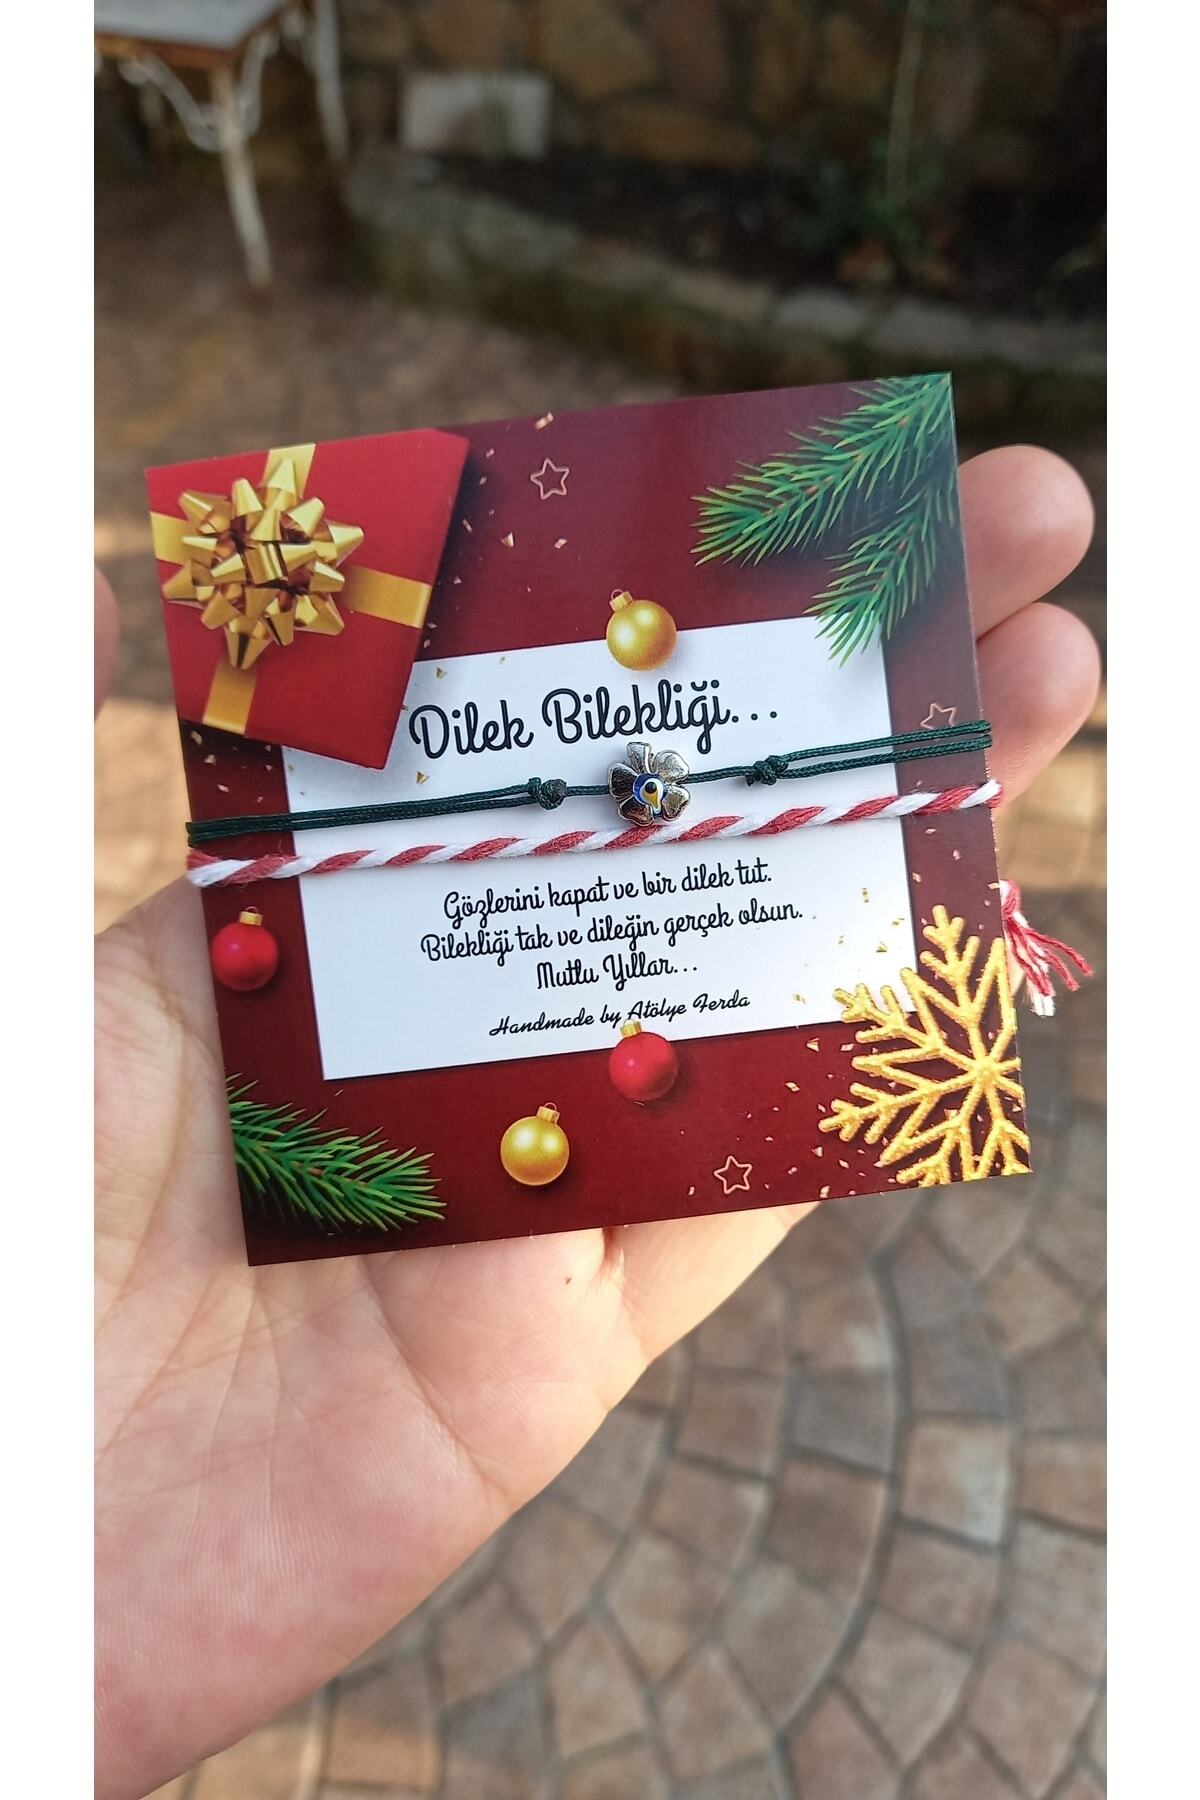 Dilek Bilekliği...
Gözlerini kapat ve bir dilek tut.
Bilekliği tak ve dileğin gerçek olsun.
Mutlu Yıllar...
Handmade by Atölye Ferda